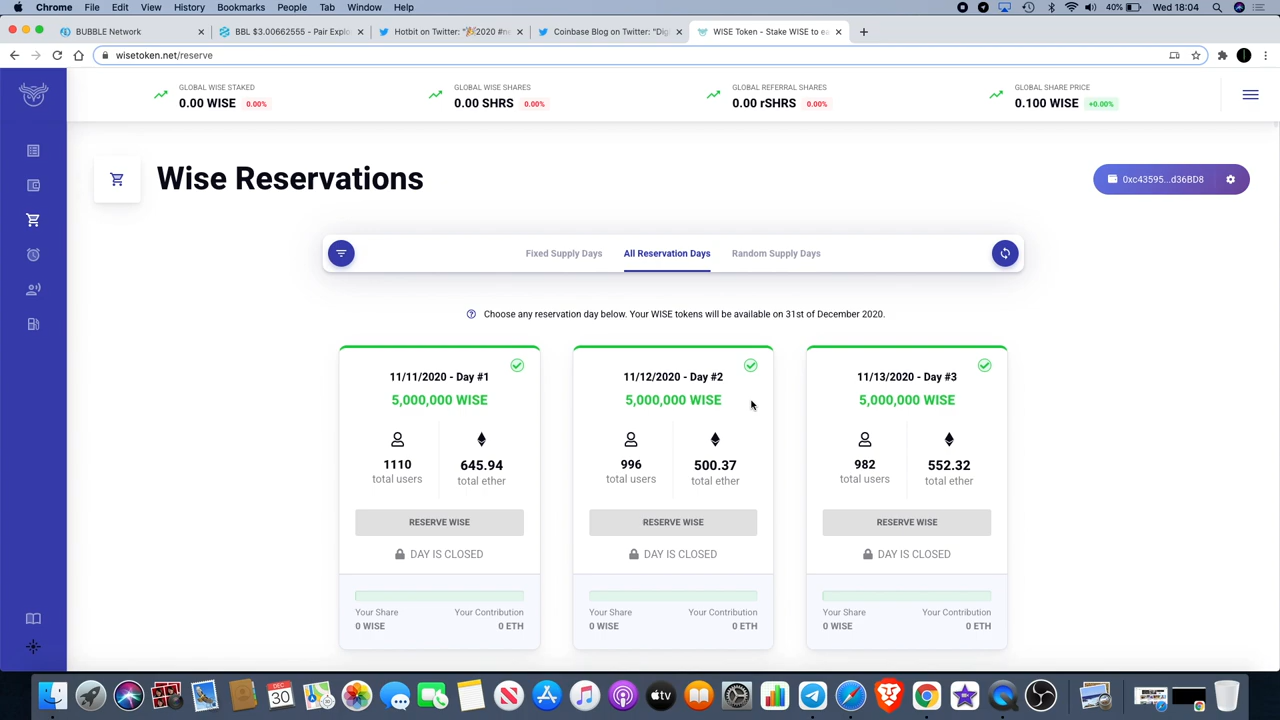 Chrome File Edit View History Bookmarks People Tab Window Help 40% Wed 18:04
BUBBLE Network × BBL $3.00662555 - Pair Explo × Hotbit on Twitter: "🎉2020 #n × Coinbase Blog on Twitter: "Dig × WISE Token - Stake WISE to e × +
wisetoken.net/reserve
GLOBAL WISE STAKED
0.00 WISE 0.00%
GLOBAL WISE SHARES
0.00 SHRS 0.00%
GLOBAL REFERRAL SHARES
0.00 rSHRS 0.00%
GLOBAL SHARE PRICE
0.100 WISE +0.00%
Wise Reservations
0xc43595...d36BD8
Fixed Supply Days All Reservation Days Random Supply Days
Choose any reservation day below. Your WISE tokens will be available on 31st of December 2020.
11/11/2020 - Day #1
5,000,000 WISE
1110 645.94
total users total ether
RESERVE WISE
DAY IS CLOSED
Your Share Your Contribution
0 WISE 0 ETH
11/12/2020 - Day #2
5,000,000 WISE
996 500.37
total users total ether
RESERVE WISE
DAY IS CLOSED
Your Share Your Contribution
0 WISE 0 ETH
11/13/2020 - Day #3
5,000,000 WISE
982 552.32
total users total ether
RESERVE WISE
DAY IS CLOSED
Your Share Your Contribution
0 WISE 0 ETH
DEC
30
tv